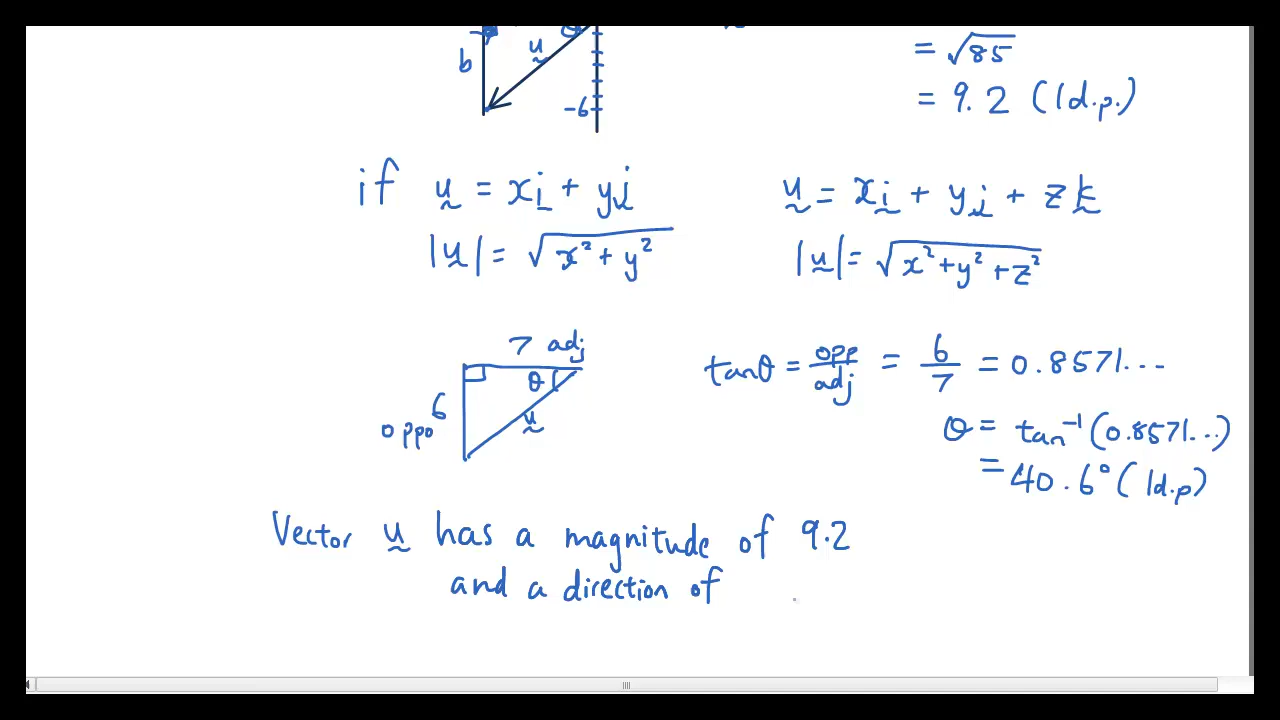 b u θ
-6
= √85
= 9.2 (1d.p.)
if u = xi + yj
|u| = √x² + y²
u = xi + yj + zk
|u| = √x² + y² + z²
7 adj
θ
6
oppo
u
tanθ = opp/adj = 6/7 = 0.8571...
θ = tan⁻¹(0.8571...)
= 40.6° (1d.p)
Vector u has a magnitude of 9.2
and a direction of